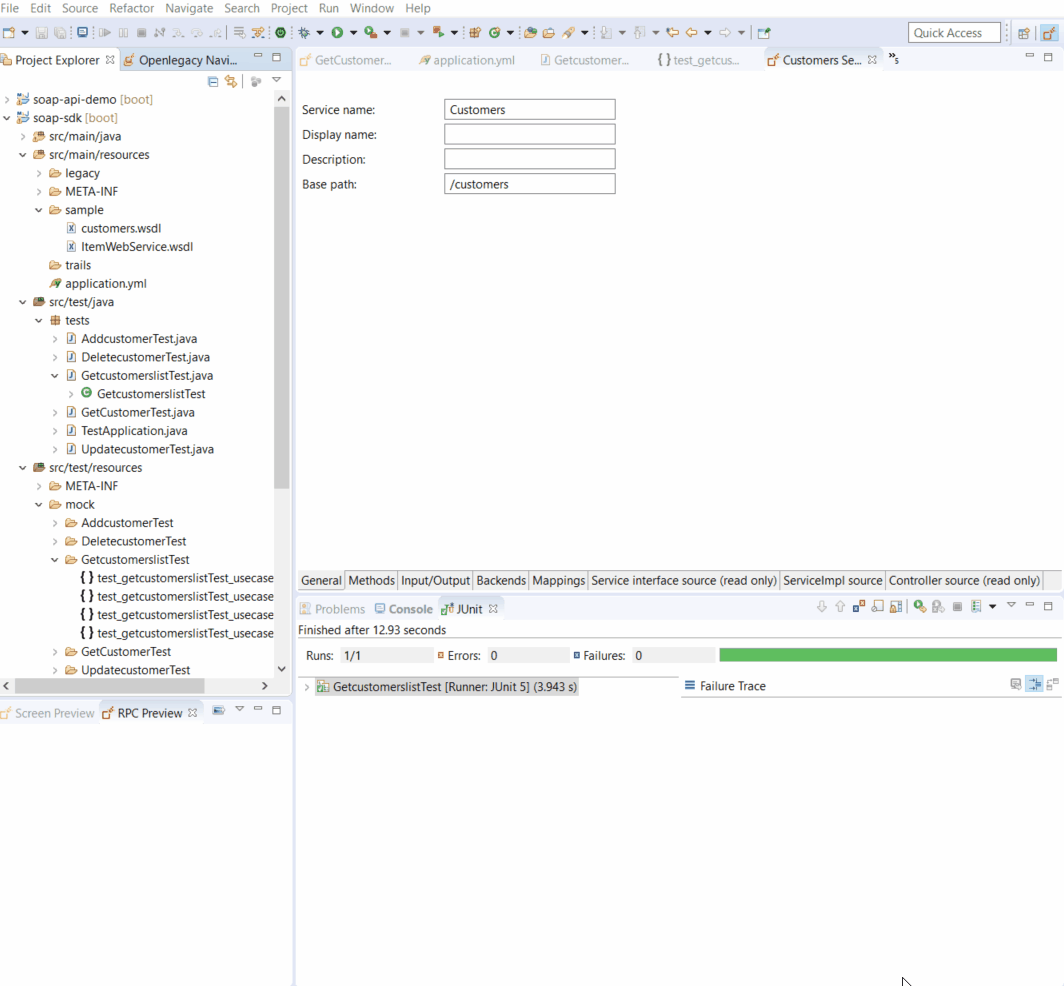 File Edit Source Refactor Navigate Search Project Run Window Help
Quick Access
Project Explorer Openlegacy Navi...
soap-api-demo [boot]
soap-sdk [boot]
src/main/java
src/main/resources
legacy
META-INF
sample
customers.wsdl
ItemWebService.wsdl
trails
application.yml
src/test/java
tests
AddcustomerTest.java
DeletecustomerTest.java
GetcustomerslistTest.java
GetcustomerslistTest
GetCustomerTest.java
TestApplication.java
UpdatecustomerTest.java
src/test/resources
META-INF
mock
AddcustomerTest
DeletecustomerTest
GetcustomerslistTest
{ } test_getcustomerslistTest_usecase
{ } test_getcustomerslistTest_usecase
{ } test_getcustomerslistTest_usecase
{ } test_getcustomerslistTest_usecase
GetCustomerTest
UpdatecustomerTest
Screen Preview RPC Preview
GetCustomer... application.yml Getcustomer... { } test_getcus... Customers Se... »5
Service name: Customers
Display name:
Description:
Base path: /customers
General Methods Input/Output Backends Mappings Service interface source (read only) ServiceImpl source Controller source (read only)
Problems Console JUnit
Finished after 12.93 seconds
Runs: 1/1 Errors: 0 Failures: 0
GetcustomerslistTest [Runner: JUnit 5] (3.943 s)
Failure Trace